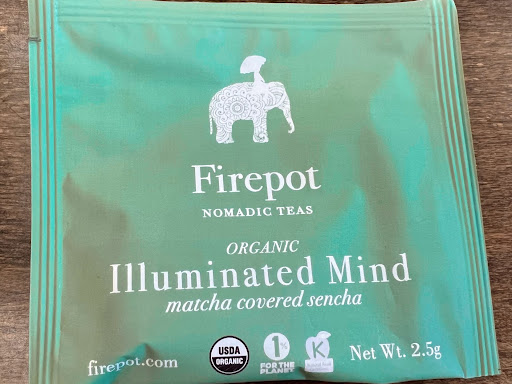 Firepot
NOMADIC TEAS
ORGANIC
Illuminated Mind
matcha covered sencha
firepot.com
USDA
ORGANIC
1%
FOR THE
PLANET
K
Net Wt. 2.5g